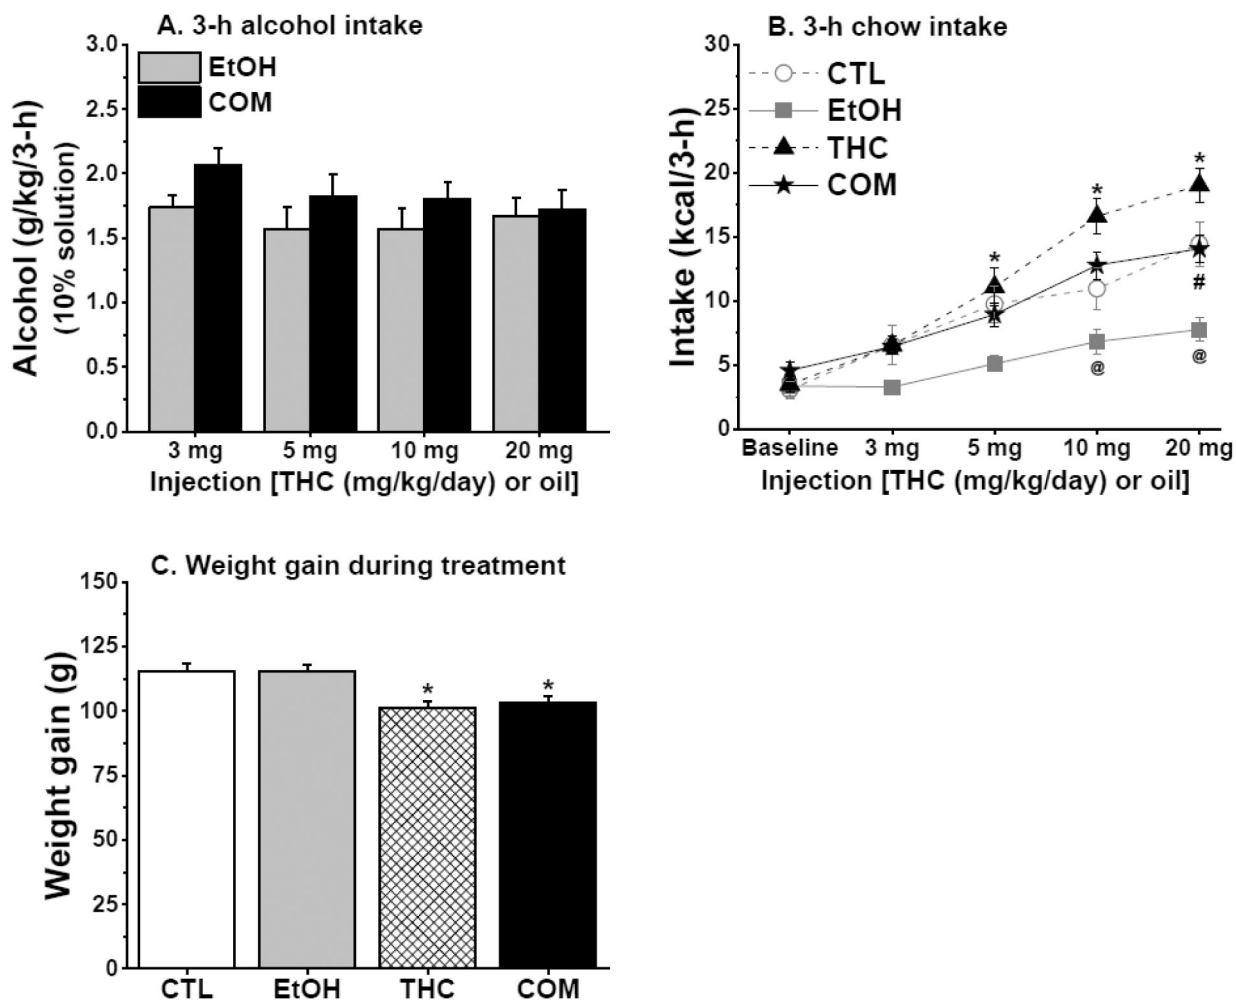 A. 3-h alcohol intake
Alcohol (g/kg/3-h)
(10% solution)
3.0
2.5
2.0
1.5
1.0
0.5
0.0
EtOH
COM
3 mg 5 mg 10 mg 20 mg
Injection [THC (mg/kg/day) or oil]
B. 3-h chow intake
Intake (kcal/3-h)
30
25
20
15
10
5
0
CTL
EtOH
THC
COM
*
*
*
*
#
@
@
Baseline 3 mg 5 mg 10 mg 20 mg
Injection [THC (mg/kg/day) or oil]
C. Weight gain during treatment
Weight gain (g)
150
125
100
75
50
25
0
*
*
CTL EtOH THC COM